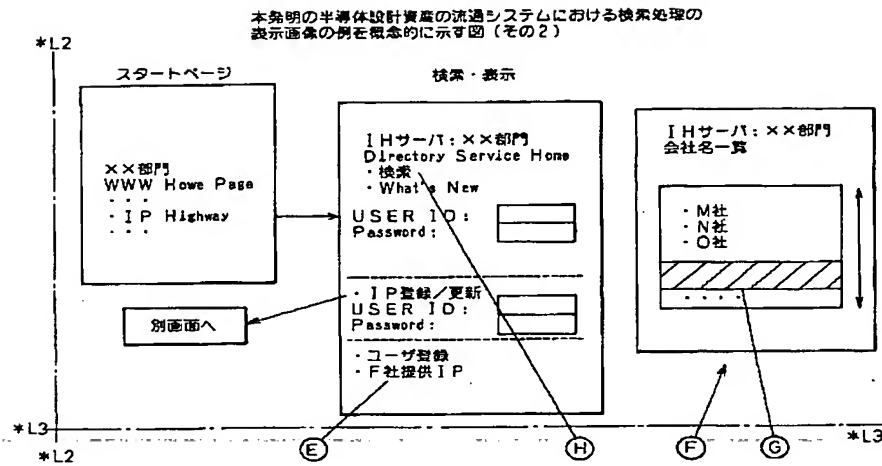 本発明の半導体設計資産の流通システムにおける検索処理の
表示画像の例を概念的に示す図(その2)
*L2
スタートページ
検索・表示
××部門
WWW Howe Page
・・・
・IP Highway
・・・
IHサーバ:××部門
Directory Service Home
・検索
・What's New
USER ID:
Password:
・IP登録/更新
USER ID:
Password:
・ユーザ登録
・F社提供IP
別画面へ
IHサーバ:××部門
会社名一覧
・M社
・N社
・O社
・・・・
*L3
*L2
E
H
F
G
*L3